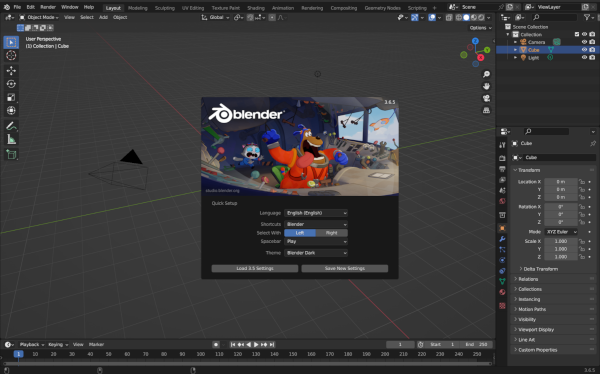 File Edit Render Window Help Layout Modeling Sculpting UV Editing Texture Paint Shading Animation Rendering Scene ViewLayer
Object Mode View Select Add Object Global Options
User Perspective
(1) Collection | Cube
Scene Collection
Collection
Camera
Cube
Light
3.6.5
blender
studio.blender.org
Quick Setup
Language English (English)
Shortcuts Blender
Select With Left Right
Spacebar Play
Theme Blender Dark
Load 3.5 Settings Save New Settings
Cube
Cube
Transform
Location X 0 m
Y 0 m
Z 0 m
Rotation X 0°
Y 0°
Z 0°
Mode XYZ Euler
Scale X 1.000
Y 1.000
Z 1.000
Delta Transform
Relations
Collections
Instancing
Motion Paths
Visibility
Viewport Display
Line Art
Custom Properties
Playback Keying View Marker 1 Start 1 End 250
1 10 20 30 40 50 60 70 80 90 100 110 120 130 140 150 160 170 180 190 200 210 220 230 240 250
3.6.5